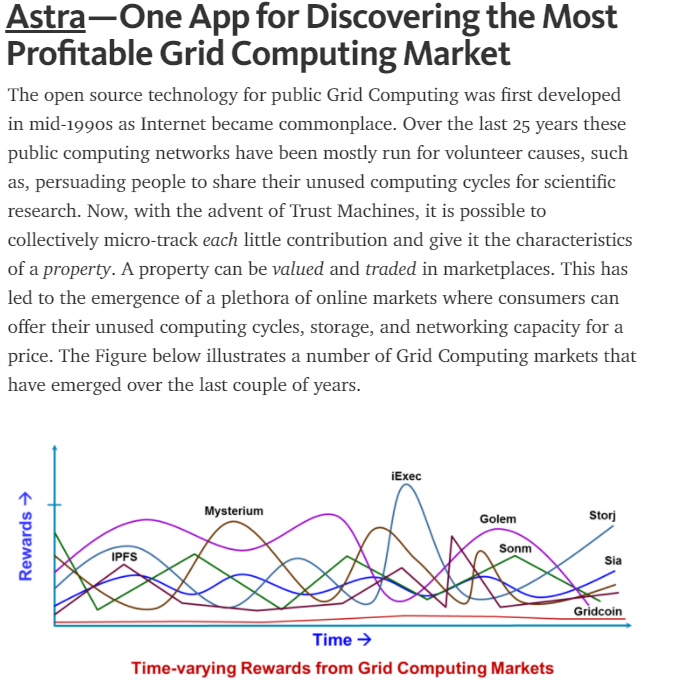 Astra—One App for Discovering the Most
Profitable Grid Computing Market
The open source technology for public Grid Computing was first developed
in mid-1990s as Internet became commonplace. Over the last 25 years these
public computing networks have been mostly run for volunteer causes, such
as, persuading people to share their unused computing cycles for scientific
research. Now, with the advent of Trust Machines, it is possible to
collectively micro-track each little contribution and give it the characteristics
of a property. A property can be valued and traded in marketplaces. This has
led to the emergence of a plethora of online markets where consumers can
offer their unused computing cycles, storage, and networking capacity for a
price. The Figure below illustrates a number of Grid Computing markets that
have emerged over the last couple of years.
Rewards →
iExec
Mysterium
Golem
Storj
IPFS
Sonm
Sia
Gridcoin
Time →
Time-varying Rewards from Grid Computing Markets